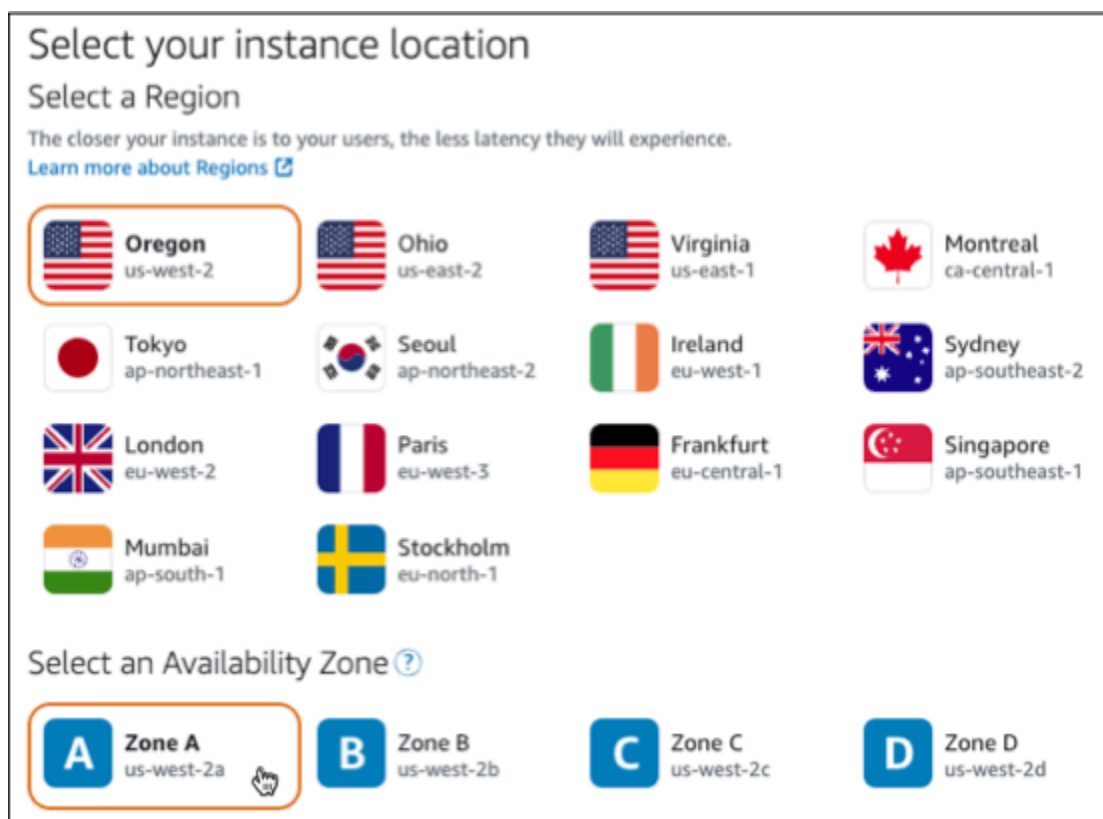 Select your instance location
Select a Region
The closer your instance is to your users, the less latency they will experience.
Learn more about Regions
Oregon
us-west-2
Ohio
us-east-2
Virginia
us-east-1
Montreal
ca-central-1
Tokyo
ap-northeast-1
Seoul
ap-northeast-2
Ireland
eu-west-1
Sydney
ap-southeast-2
London
eu-west-2
Paris
eu-west-3
Frankfurt
eu-central-1
Singapore
ap-southeast-1
Mumbai
ap-south-1
Stockholm
eu-north-1
Select an Availability Zone ?
A
Zone A
us-west-2a
B
Zone B
us-west-2b
C
Zone C
us-west-2c
D
Zone D
us-west-2d